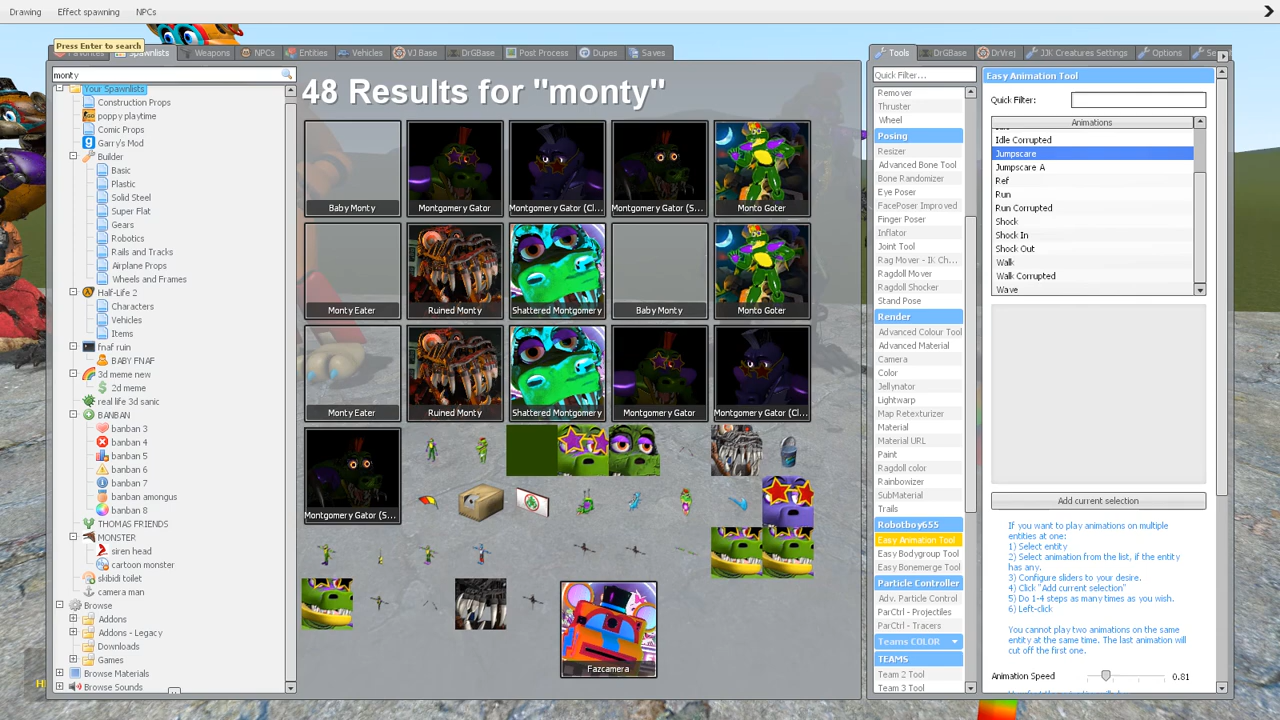 Drawing Effect spawning NPCs
Press Enter to search
Favorites Spawnlists Weapons NPCs Entities Vehicles VJ Base DrGBase Post Process Dupes Saves
monty
Your Spawnlists
Construction Props
poppy playtime
Comic Props
Garry's Mod
Builder
Basic
Plastic
Solid Steel
Super Flat
Gears
Robotics
Rails and Tracks
Airplane Props
Wheels and Frames
Half-Life 2
Characters
Vehicles
Items
fnaf ruin
BABY FNAF
3d meme new
2d meme
real life 3d sanic
BANBAN
banban 3
banban 4
banban 5
banban 6
banban 7
banban amongus
banban 8
THOMAS FRIENDS
MONSTER
siren head
cartoon monster
skibidi toilet
camera man
Browse
Addons
Addons - Legacy
Downloads
Games
Browse Materials
Browse Sounds
48 Results for "monty"
Baby Monty Montgomery Gator Montgomery Gator (Cl... Montgomery Gator (S... Monto Goter
Monty Eater Ruined Monty Shattered Montgomery Baby Monty Monto Goter
Monty Eater Ruined Monty Shattered Montgomery Montgomery Gator Montgomery Gator (Cl...
Montgomery Gator (S...
Fazcamera
Tools DrGBase DrVrej JJK Creatures Settings Options Se
Quick Filter...
Remover
Thruster
Wheel
Posing
Resizer
Advanced Bone Tool
Bone Randomizer
Eye Poser
FacePoser Improved
Finger Poser
Inflator
Joint Tool
Rag Mover - IK Ch...
Ragdoll Mover
Ragdoll Shocker
Stand Pose
Render
Advanced Colour Tool
Advanced Material
Camera
Color
Jellynator
Lightwarp
Map Retexturizer
Material
Material URL
Paint
Ragdoll color
Rainbowizer
SubMaterial
Trails
Robotboy655
Easy Animation Tool
Easy Bodygroup Tool
Easy Bonemerge Tool
Particle Controller
Adv. Particle Control
ParCtrl - Projectiles
ParCtrl - Tracers
Teams COLOR
TEAMS
Team 2 Tool
Team 3 Tool
Easy Animation Tool
Quick Filter:
Animations
Idle
Idle Corrupted
Jumpscare
Jumpscare A
Ref
Run
Run Corrupted
Shock
Shock In
Shock Out
Walk
Walk Corrupted
Wave
Add current selection
If you want to play animations on multiple
entities at one:
1) Select entity
2) Select animation from the list, if the entity
has any.
3) Configure sliders to your desire.
4) Click "Add current selection"
5) Do 1-4 steps as many times as you wish.
6) Left-click
You cannot play two animations on the same
entity at the same time. The last animation will
cut off the first one.
Animation Speed 0.81